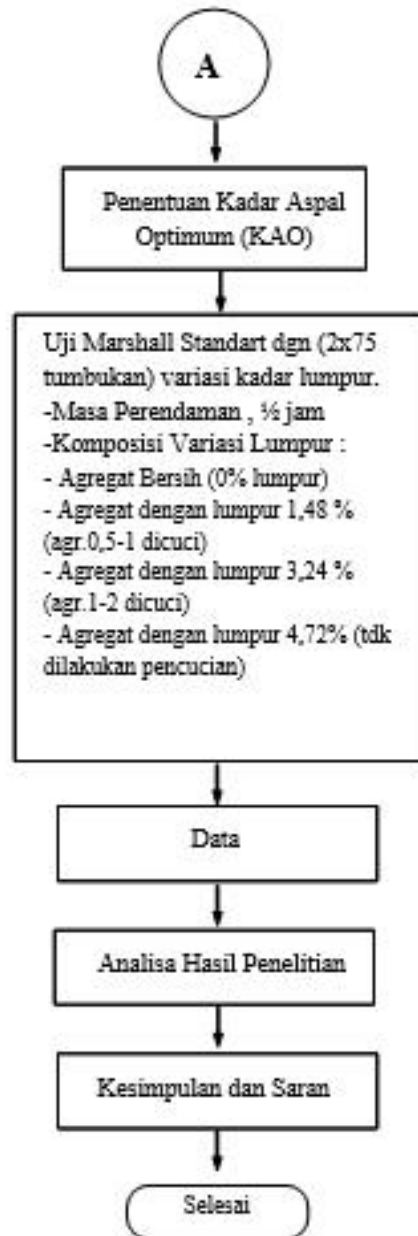 A
Penentuan Kadar Aspal
Optimum (KAO)
Uji Marshall Standart dgn (2x75
tumbukan) variasi kadar lumpur.
-Masa Perendaman , ½ jam
-Komposisi Variasi Lumpur :
- Agregat Bersih (0% lumpur)
- Agregat dengan lumpur 1,48 %
(agr.0,5-1 dicuci)
- Agregat dengan lumpur 3,24 %
(agr.1-2 dicuci)
- Agregat dengan lumpur 4,72% (tdk
dilakukan pencucian)
Data
Analisa Hasil Penelitian
Kesimpulan dan Saran
Selesai